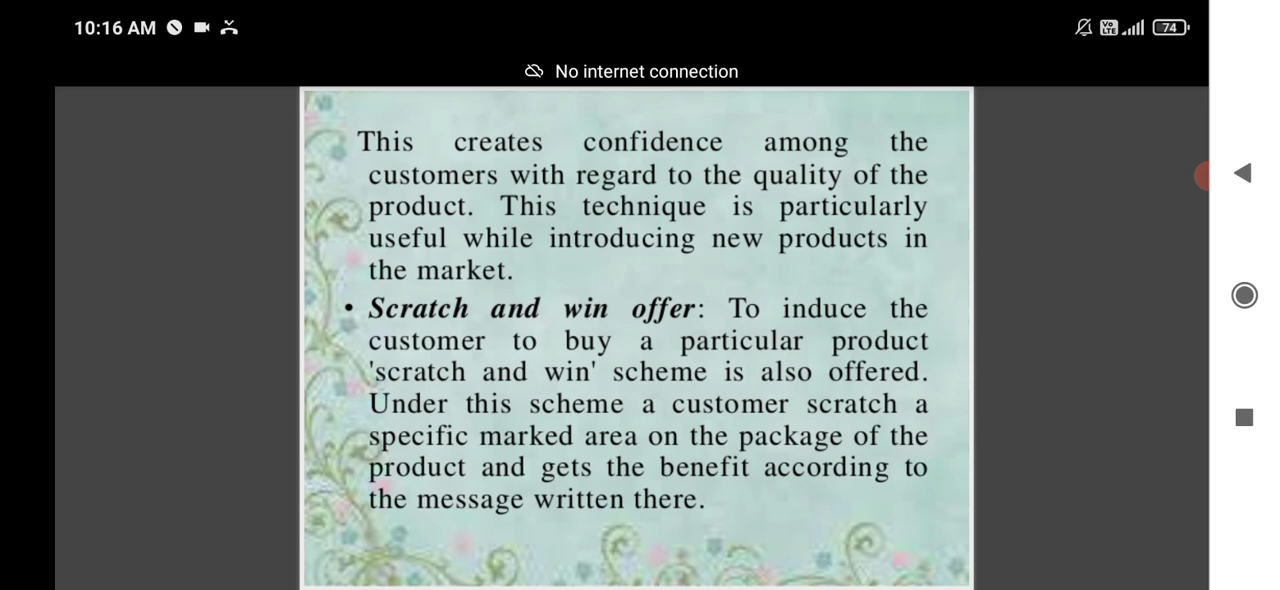 10:16 AM
Vo LTE
74
No internet connection
This creates confidence among the
customers with regard to the quality of the
product. This technique is particularly
useful while introducing new products in
the market.
• Scratch and win offer: To induce the
customer to buy a particular product
'scratch and win' scheme is also offered.
Under this scheme a customer scratch a
specific marked area on the package of the
product and gets the benefit according to
the message written there.